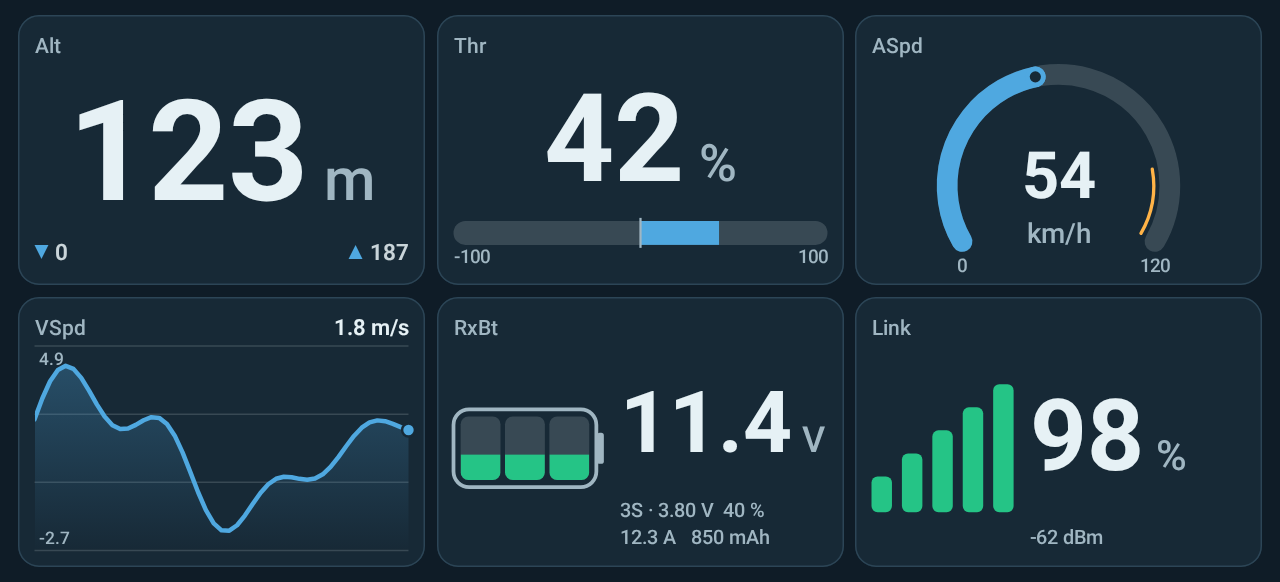 Alt
123 m
▼ 0
▲ 187
Thr
42 %
-100
100
ASpd
54
km/h
0
120
VSpd
1.8 m/s
4.9
-2.7
RxBt
11.4 V
3S · 3.80 V 40 %
12.3 A 850 mAh
Link
98 %
-62 dBm